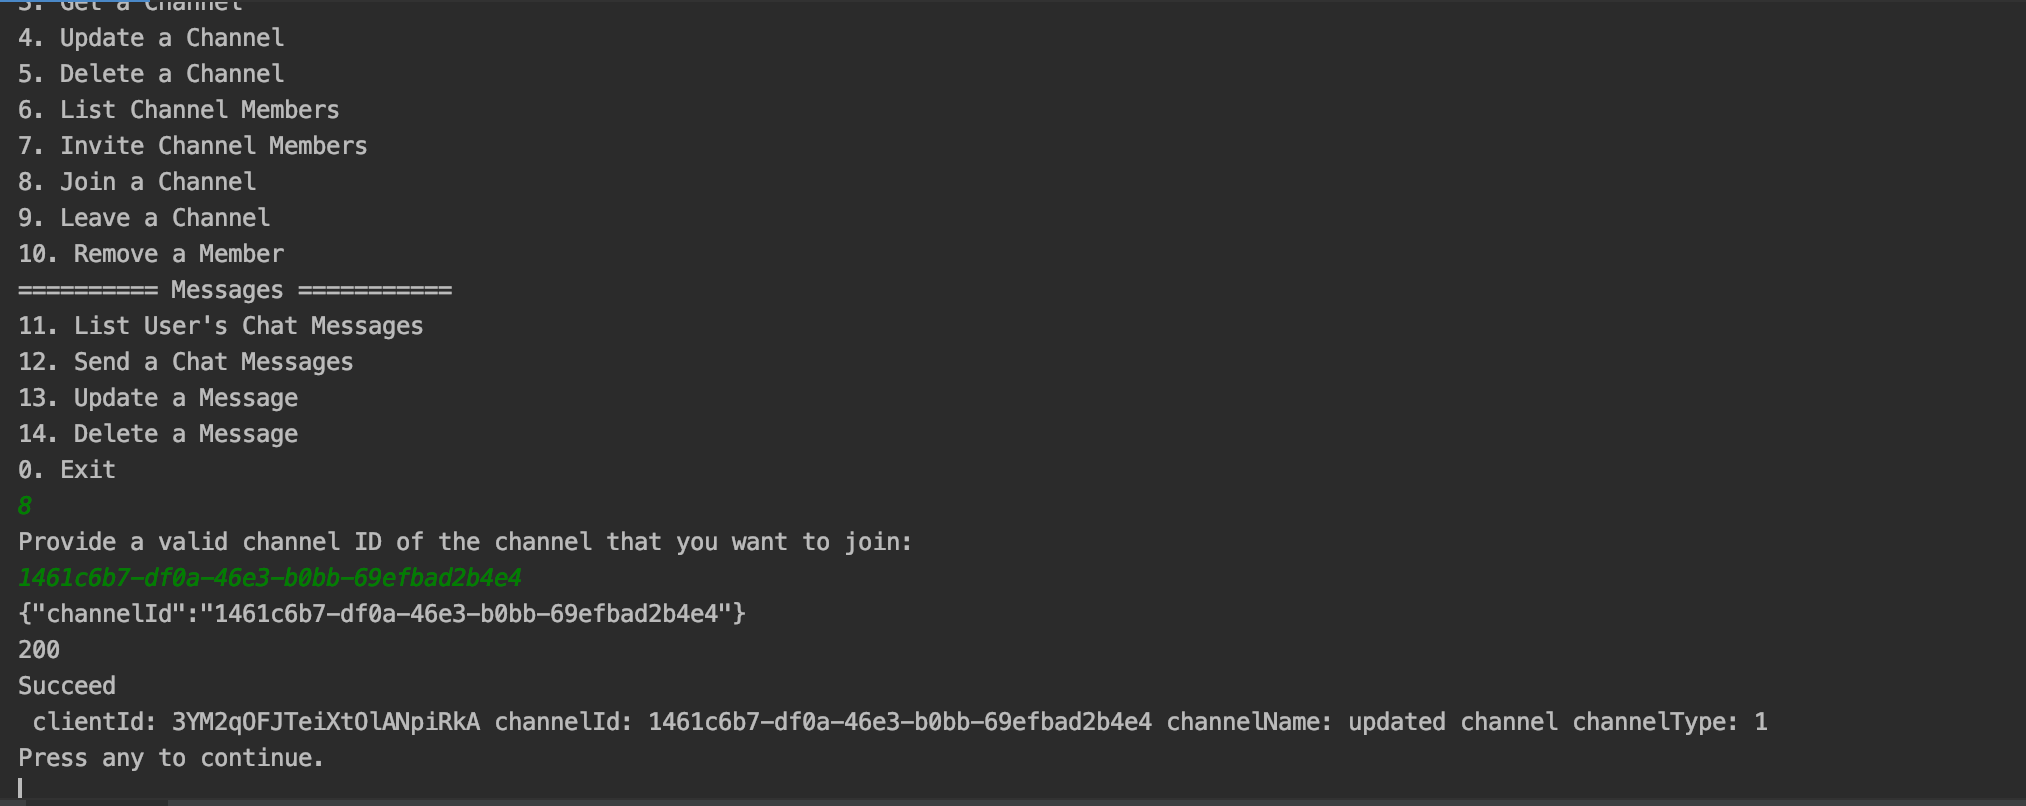 3. Get a Channel
4. Update a Channel
5. Delete a Channel
6. List Channel Members
7. Invite Channel Members
8. Join a Channel
9. Leave a Channel
10. Remove a Member
========== Messages ===========
11. List User's Chat Messages
12. Send a Chat Messages
13. Update a Message
14. Delete a Message
0. Exit
8
Provide a valid channel ID of the channel that you want to join:
1461c6b7-df0a-46e3-b0bb-69efbad2b4e4
{"channelId":"1461c6b7-df0a-46e3-b0bb-69efbad2b4e4"}
200
Succeed
clientId: 3YM2qOFJTeiXtOlANpiRkA channelId: 1461c6b7-df0a-46e3-b0bb-69efbad2b4e4 channelName: updated channel channelType: 1
Press any to continue.